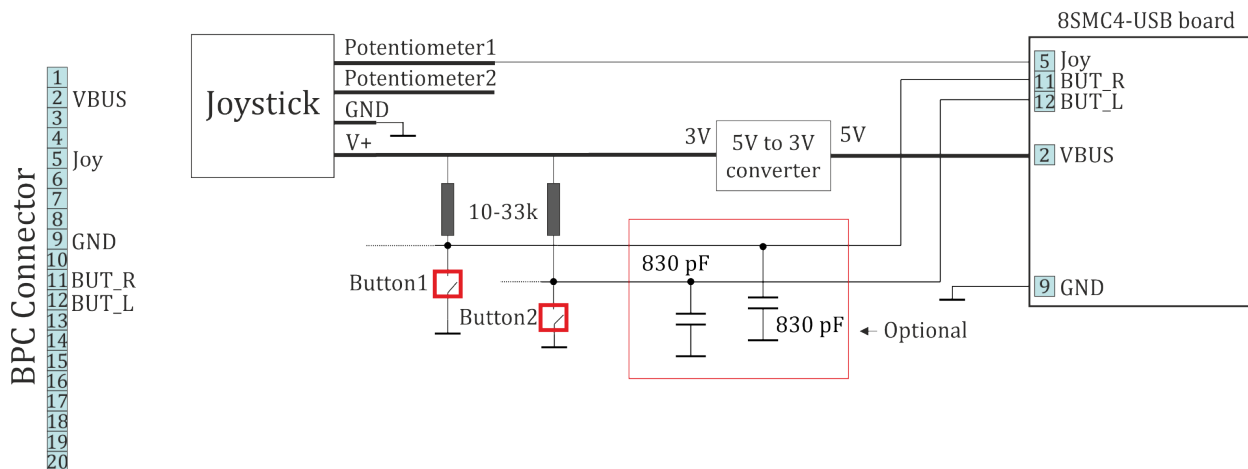 8SMC4-USB board
Joystick
Potentiometer1
Potentiometer2
GND
V+
3V
5V to 3V
converter
5V
5 Joy
11 BUT_R
12 BUT_L
2 VBUS
9 GND
10-33k
Button1
Button2
830 pF
830 pF
Optional
BPC Connector
1
2 VBUS
3
4
5 Joy
6
7
8
9 GND
10
11 BUT_R
12 BUT_L
13
14
15
16
17
18
19
20